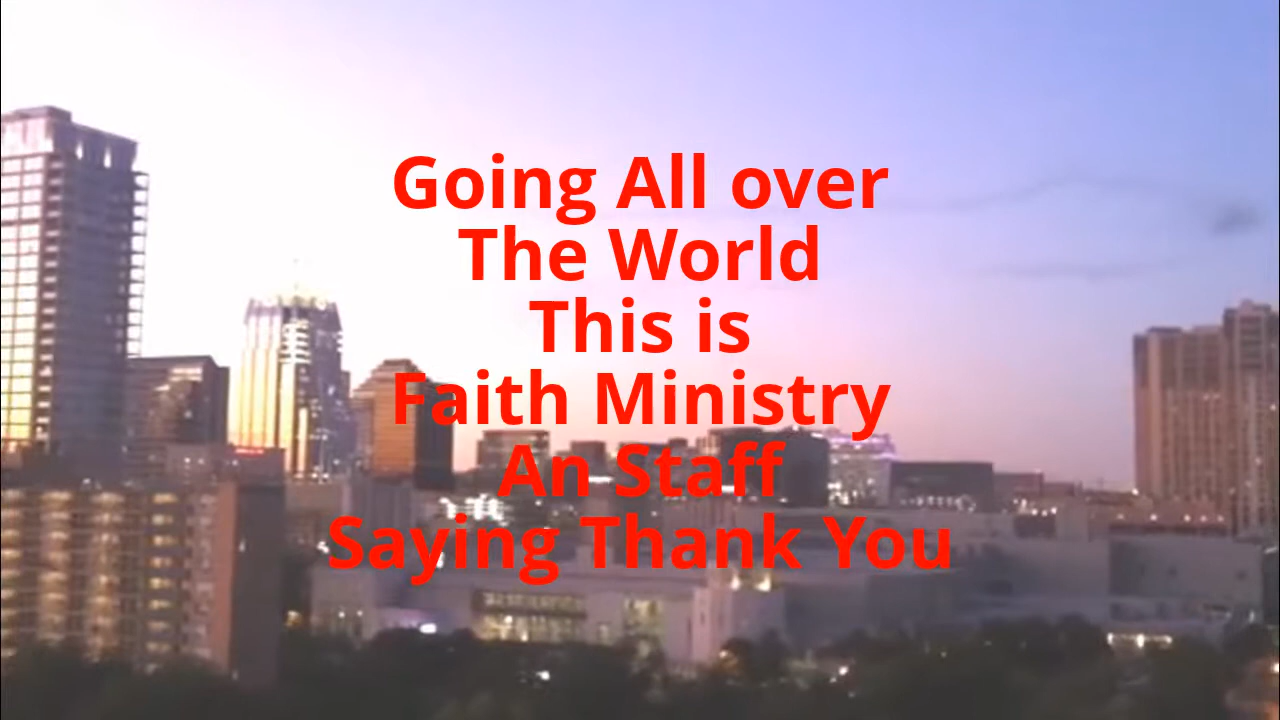 Going All over
The World
This is
Faith Ministry
An Staff
Saying Thank You